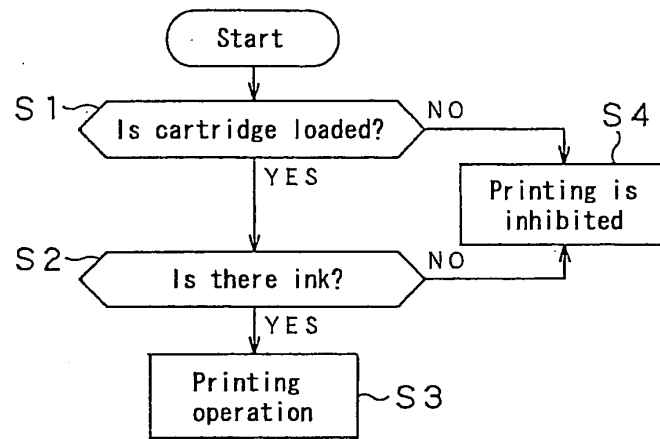 Start
S1
Is cartridge loaded?
NO
S4
YES
Printing is
inhibited
S2
Is there ink?
NO
YES
Printing
operation
S3